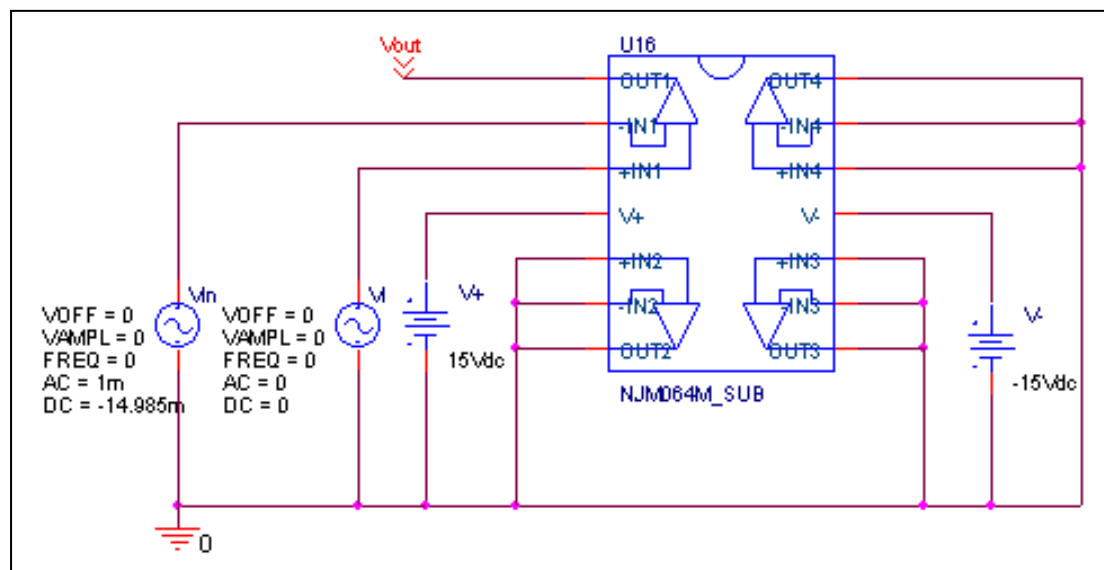 Vout
U16
OUT1
OUT4
-IN1
-IN4
+IN1
+IN4
V+
V-
+IN2
+IN3
-IN2
-IN3
OUT2
OUT3
NJM064M_SUB
Vin
VOFF = 0
VAMPL = 0
FREQ = 0
AC = 1m
DC = -14.985m
VI
VOFF = 0
VAMPL = 0
FREQ = 0
AC = 0
DC = 0
V+
15Vdc
V-
-15Vdc
0